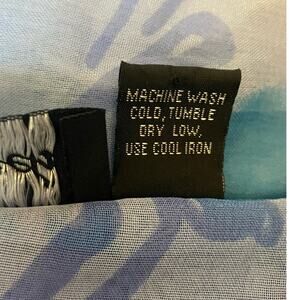 MACHINE WASH
COLD, TUMBLE
DRY LOW,
USE COOL IRON